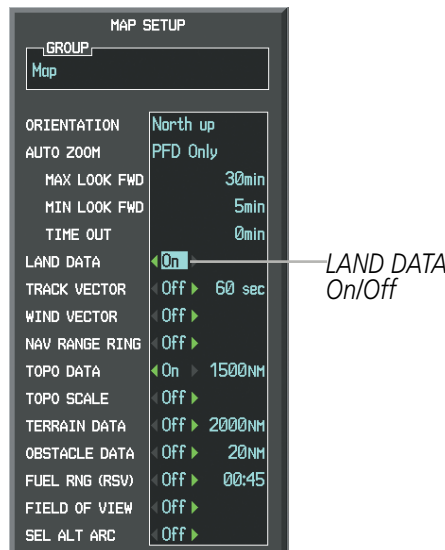 MAP SETUP
GROUP
Map
ORIENTATION North up
AUTO ZOOM PFD Only
MAX LOOK FWD 30min
MIN LOOK FWD 5min
TIME OUT 0min
LAND DATA On
LAND DATA
On/Off
TRACK VECTOR Off 60 sec
WIND VECTOR Off
NAV RANGE RING Off
TOPO DATA On 1500NM
TOPO SCALE Off
TERRAIN DATA Off 2000NM
OBSTACLE DATA Off 20NM
FUEL RNG (RSV) Off 00:45
FIELD OF VIEW Off
SEL ALT ARC Off